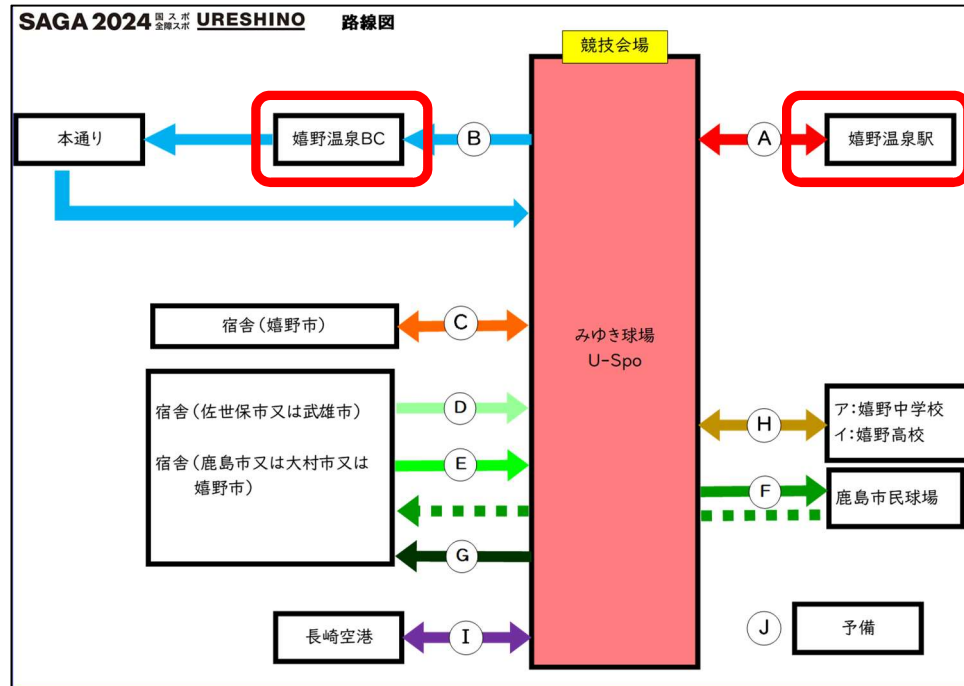 SAGA 2024 国スポ 全障スポ URESHINO 路線図
競技会場
本通り
嬉野温泉BC
B
A
嬉野温泉駅
宿舎(嬉野市)
C
みゆき球場
U-Spo
宿舎(佐世保市又は武雄市)
D
宿舎(鹿島市又は大村市又は
嬉野市)
E
H
ア:嬉野中学校
イ:嬉野高校
F
鹿島市民球場
G
長崎空港
I
J
予備